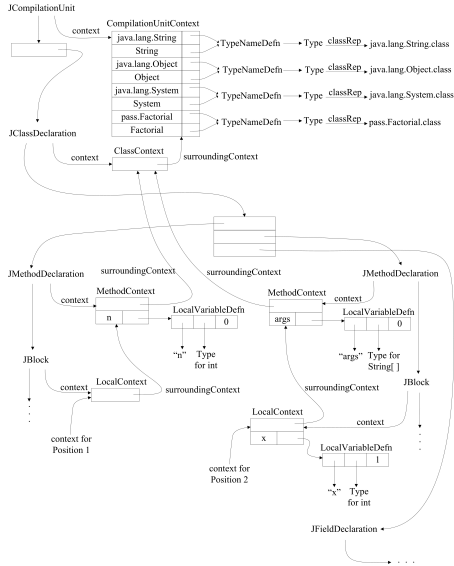 JCompilationUnit
context
CompilationUnitContext
java.lang.String
String
java.lang.Object
Object
java.lang.System
System
pass.Factorial
Factorial
TypeNameDefn
Type
classRep
java.lang.String.class
TypeNameDefn
Type
classRep
java.lang.Object.class
TypeNameDefn
Type
classRep
java.lang.System.class
TypeNameDefn
Type
classRep
pass.Factorial.class
JClassDeclaration
context
ClassContext
surroundingContext
JMethodDeclaration
context
surroundingContext
MethodContext
n
LocalVariableDefn
0
“n”
Type
for int
JBlock
context
LocalContext
surroundingContext
context for
Position 1
surroundingContext
JMethodDeclaration
context
MethodContext
args
LocalVariableDefn
0
“args”
Type for
String[ ]
JBlock
surroundingContext
context
LocalContext
x
context for
Position 2
LocalVariableDefn
1
“x”
Type
for int
JFieldDeclaration
. . .